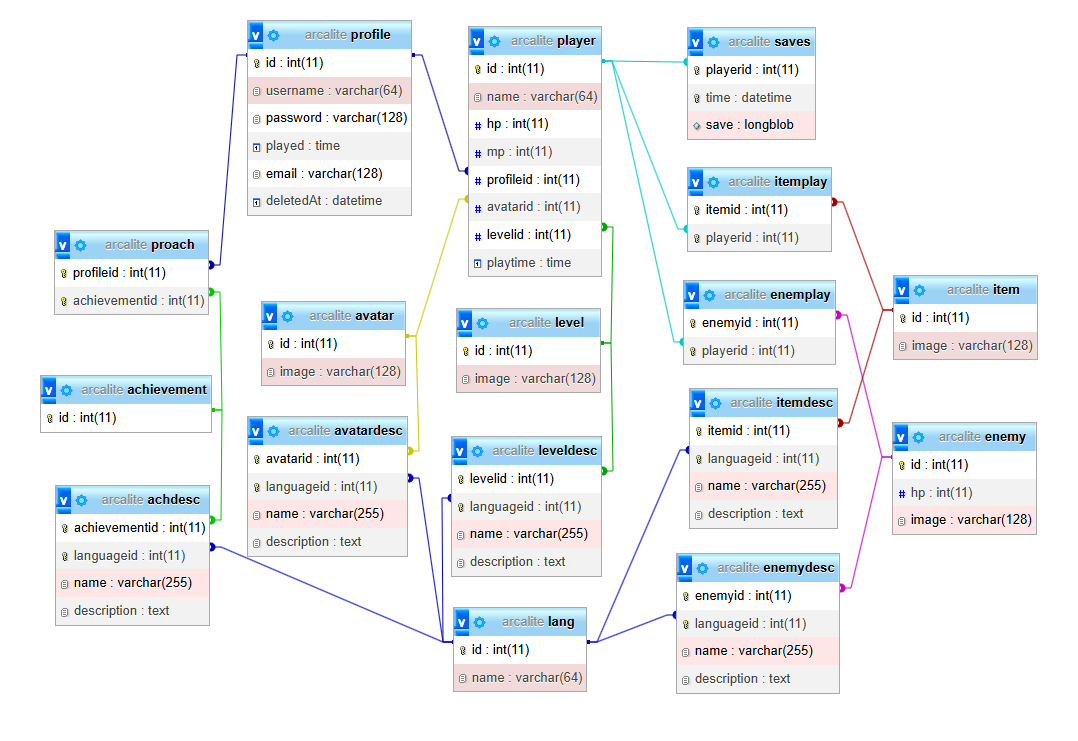 v arcalite profile
id : int(11)
username : varchar(64)
password : varchar(128)
played : time
email : varchar(128)
deletedAt : datetime
v arcalite player
id : int(11)
name : varchar(64)
# hp : int(11)
# mp : int(11)
# profileid : int(11)
# avatarid : int(11)
# levelid : int(11)
playtime : time
v arcalite saves
playerid : int(11)
time : datetime
save : longblob
v arcalite itemplay
itemid : int(11)
playerid : int(11)
v arcalite proach
profileid : int(11)
achievementid : int(11)
v arcalite avatar
id : int(11)
image : varchar(128)
v arcalite level
id : int(11)
image : varchar(128)
v arcalite enemplay
enemyid : int(11)
playerid : int(11)
v arcalite item
id : int(11)
image : varchar(128)
v arcalite achievement
id : int(11)
v arcalite avatardesc
avatarid : int(11)
languageid : int(11)
name : varchar(255)
description : text
v arcalite leveldesc
levelid : int(11)
languageid : int(11)
name : varchar(255)
description : text
v arcalite itemdesc
itemid : int(11)
languageid : int(11)
name : varchar(255)
description : text
v arcalite enemy
id : int(11)
# hp : int(11)
image : varchar(128)
v arcalite achdesc
achievementid : int(11)
languageid : int(11)
name : varchar(255)
description : text
v arcalite lang
id : int(11)
name : varchar(64)
v arcalite enemydesc
enemyid : int(11)
languageid : int(11)
name : varchar(255)
description : text